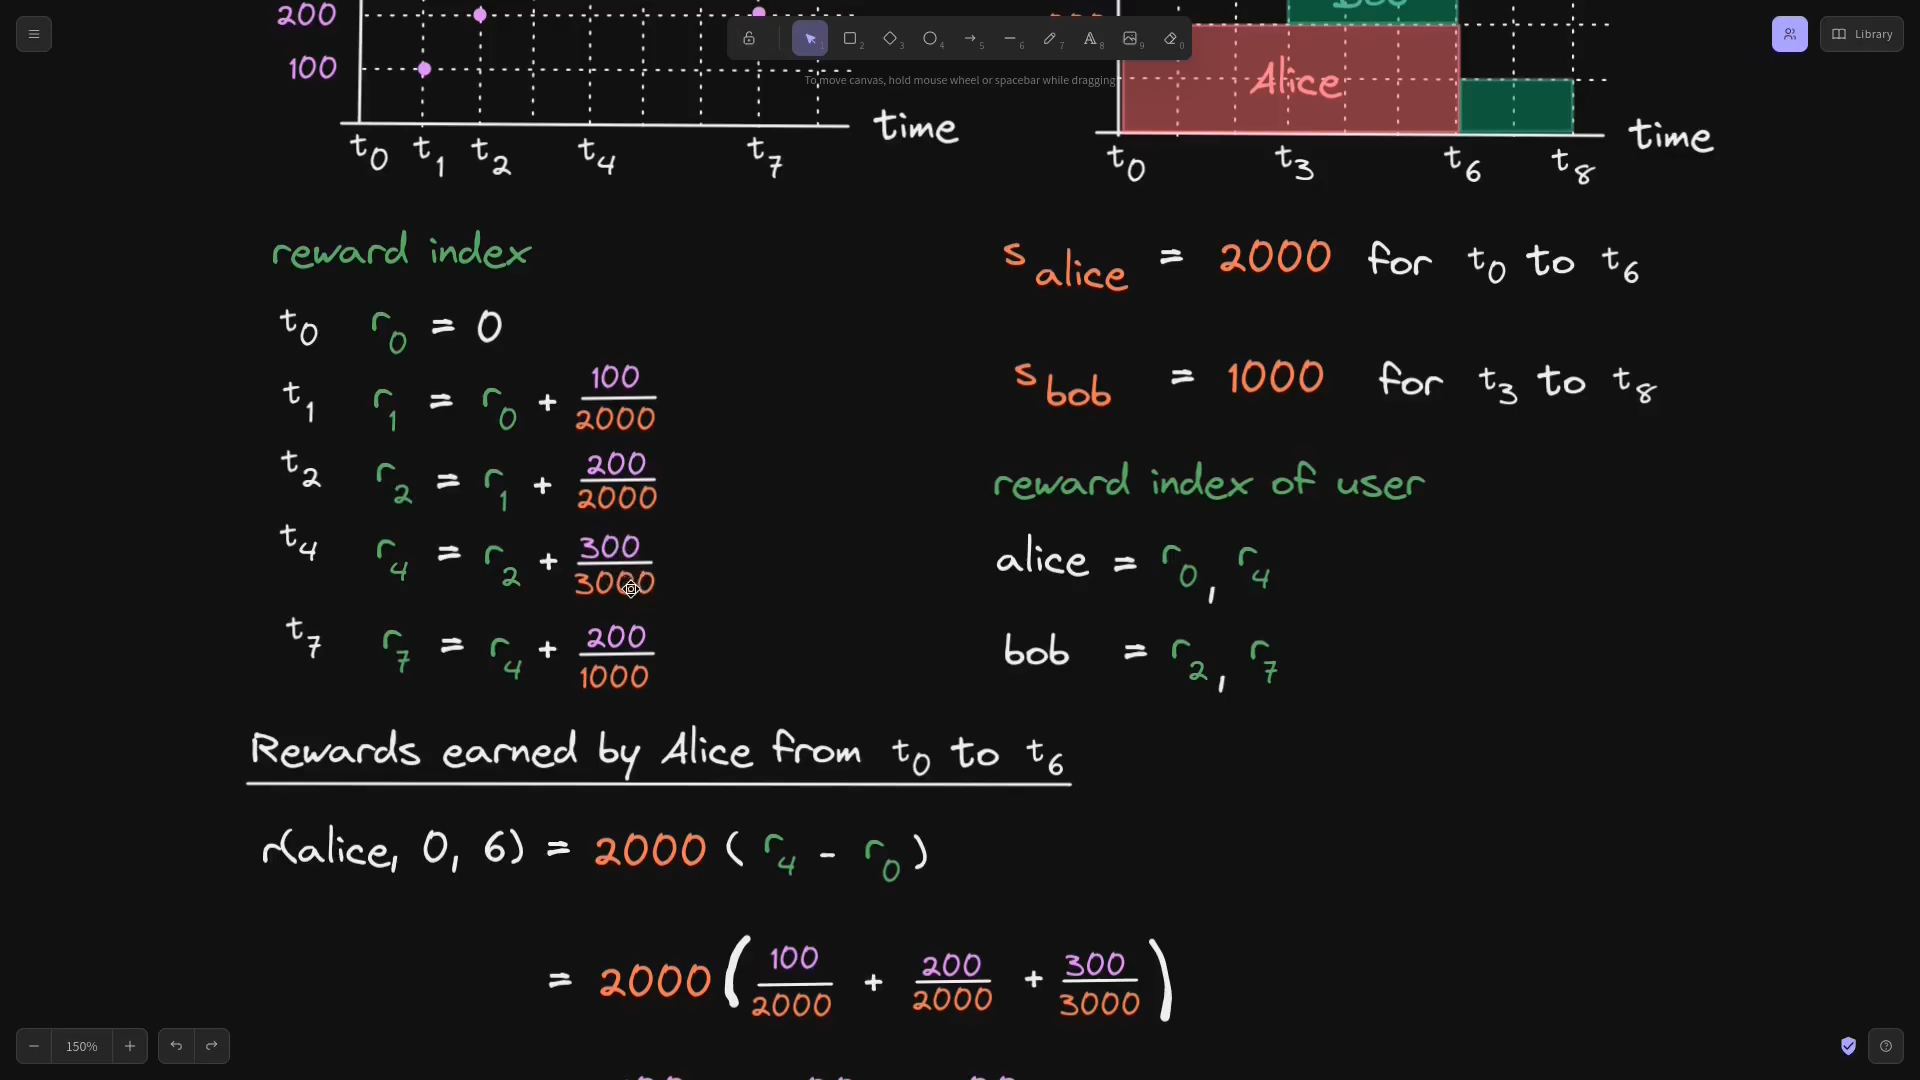 200
100
time
t0 t1 t2 t4 t7
Library
To move canvas, hold mouse wheel or spacebar while dragging
Alice
time
t0 t3 t6 t8
reward index
t0 r0 = 0
t1 r1 = r0 + 100/2000
t2 r2 = r1 + 200/2000
t4 r4 = r2 + 300/3000
t7 r7 = r4 + 200/1000
s alice = 2000 for t0 to t6
s bob = 1000 for t3 to t8
reward index of user
alice = r0, r4
bob = r2, r7
Rewards earned by Alice from t0 to t6
r(alice, 0, 6) = 2000 ( r4 - r0 )
= 2000 ( 100/2000 + 200/2000 + 300/3000 )
150%